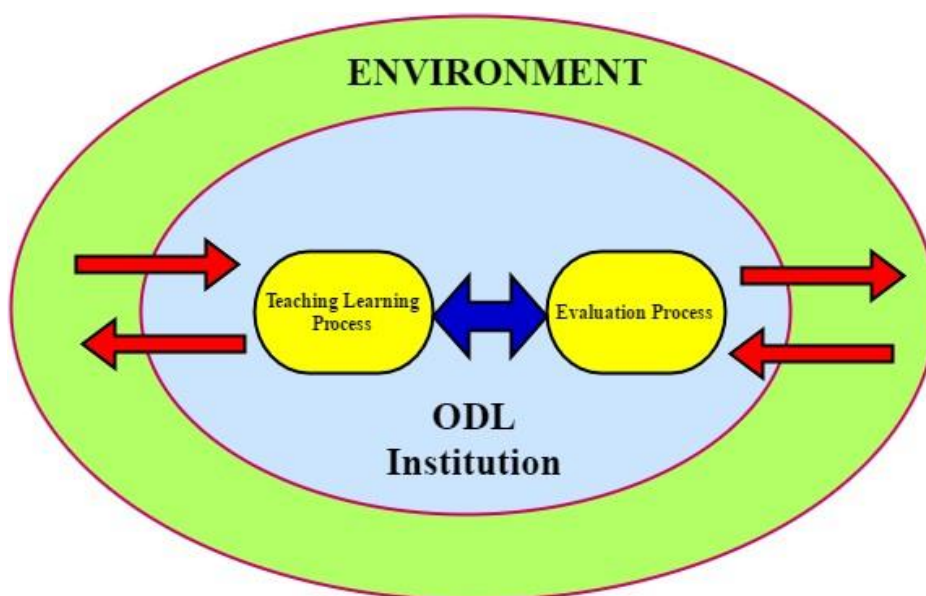 ENVIRONMENT
Teaching Learning
Process
Evaluation Process
ODL
Institution